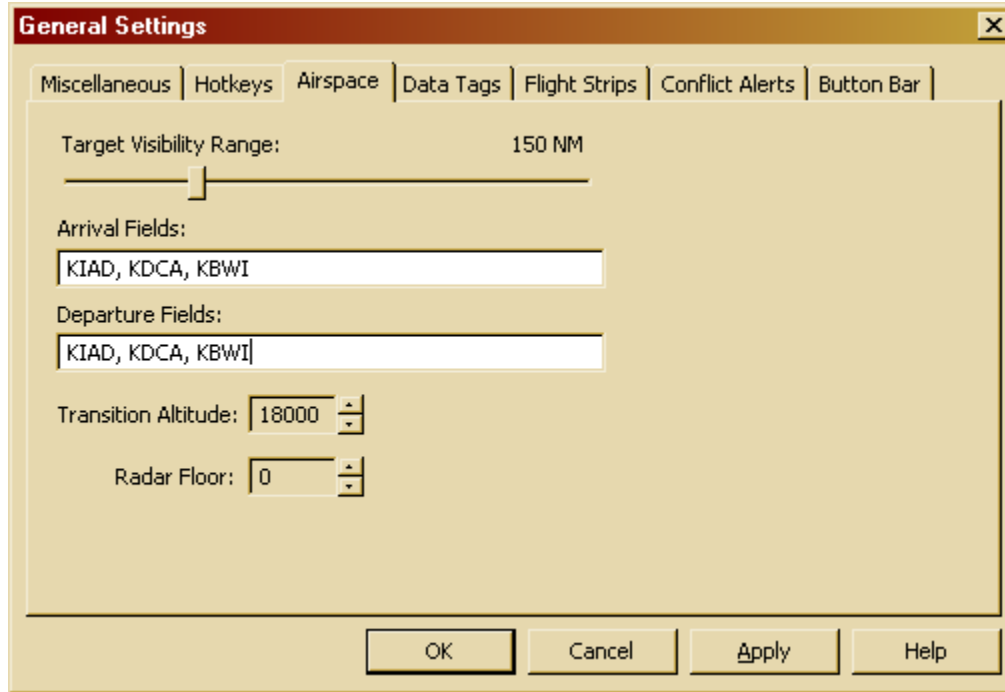 General Settings
Miscellaneous Hotkeys Airspace Data Tags Flight Strips Conflict Alerts Button Bar
Target Visibility Range: 150 NM
Arrival Fields:
KIAD, KDCA, KBWI
Departure Fields:
KIAD, KDCA, KBWI
Transition Altitude: 18000
Radar Floor: 0
OK Cancel Apply Help